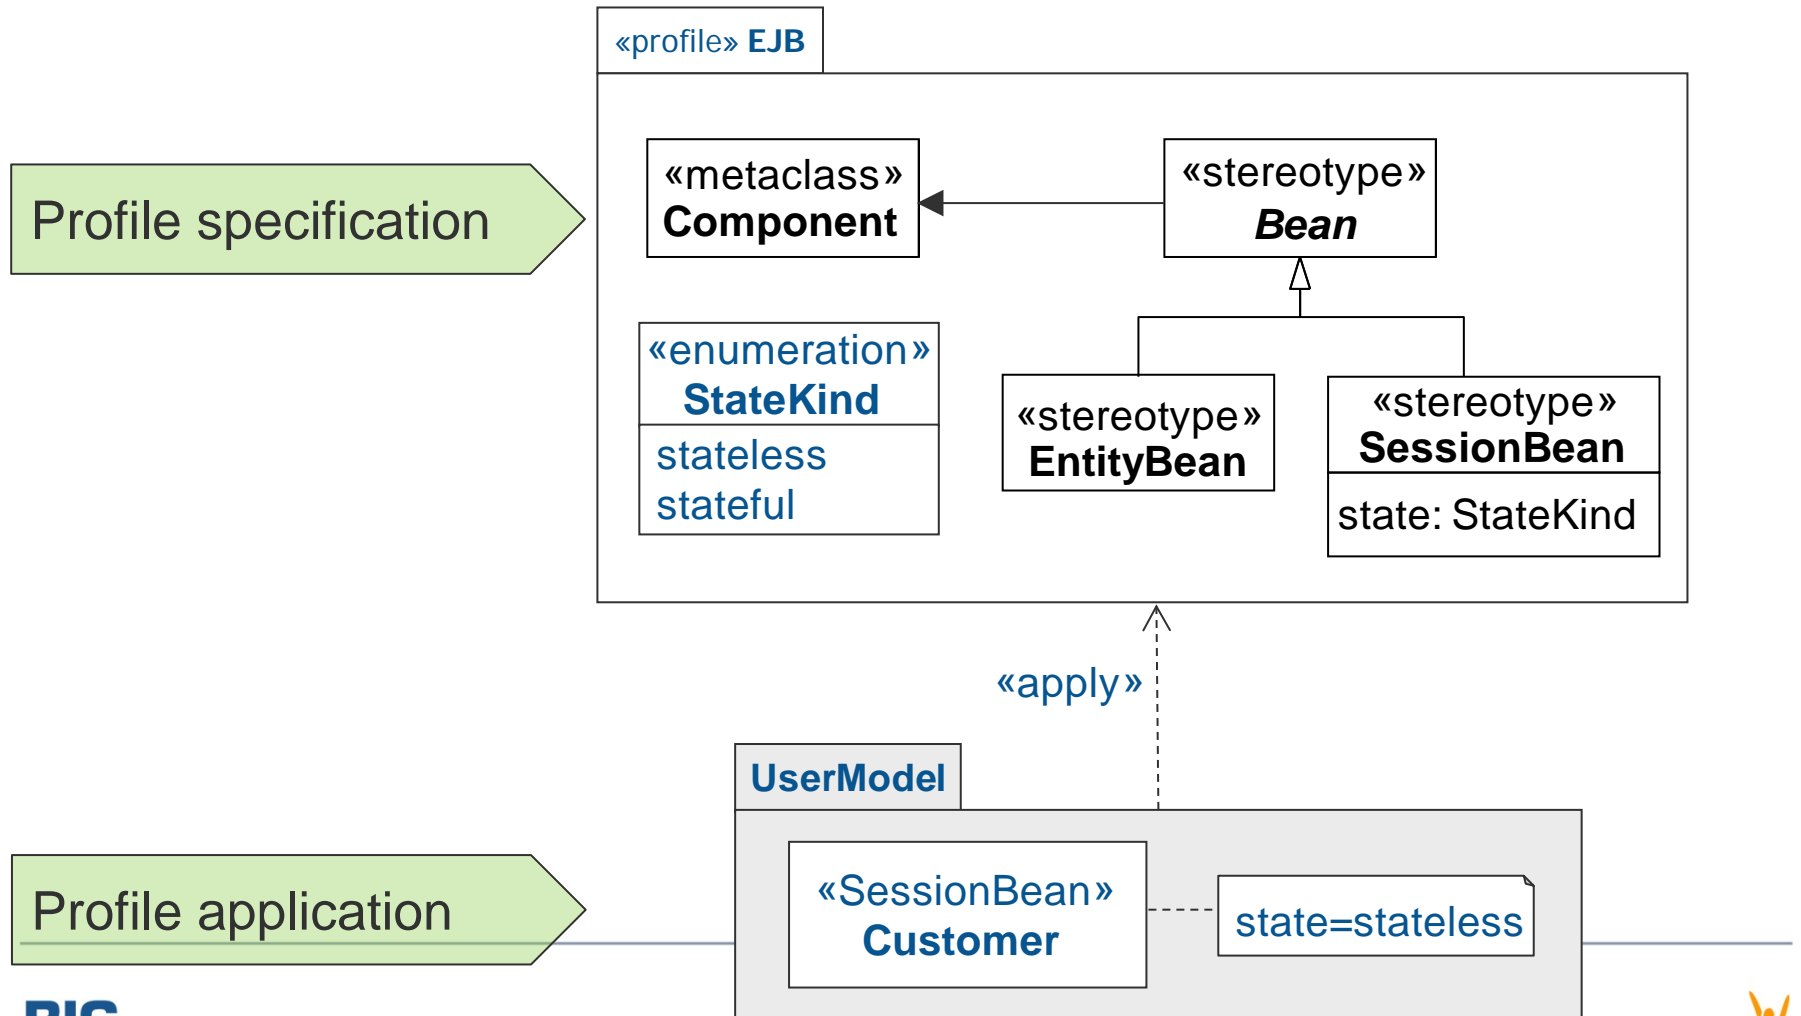 «profile» EJB
Profile specification
«metaclass»
Component
«stereotype»
Bean
«enumeration»
StateKind
stateless
stateful
«stereotype»
EntityBean
«stereotype»
SessionBean
state: StateKind
«apply»
UserModel
Profile application
«SessionBean»
Customer
state=stateless